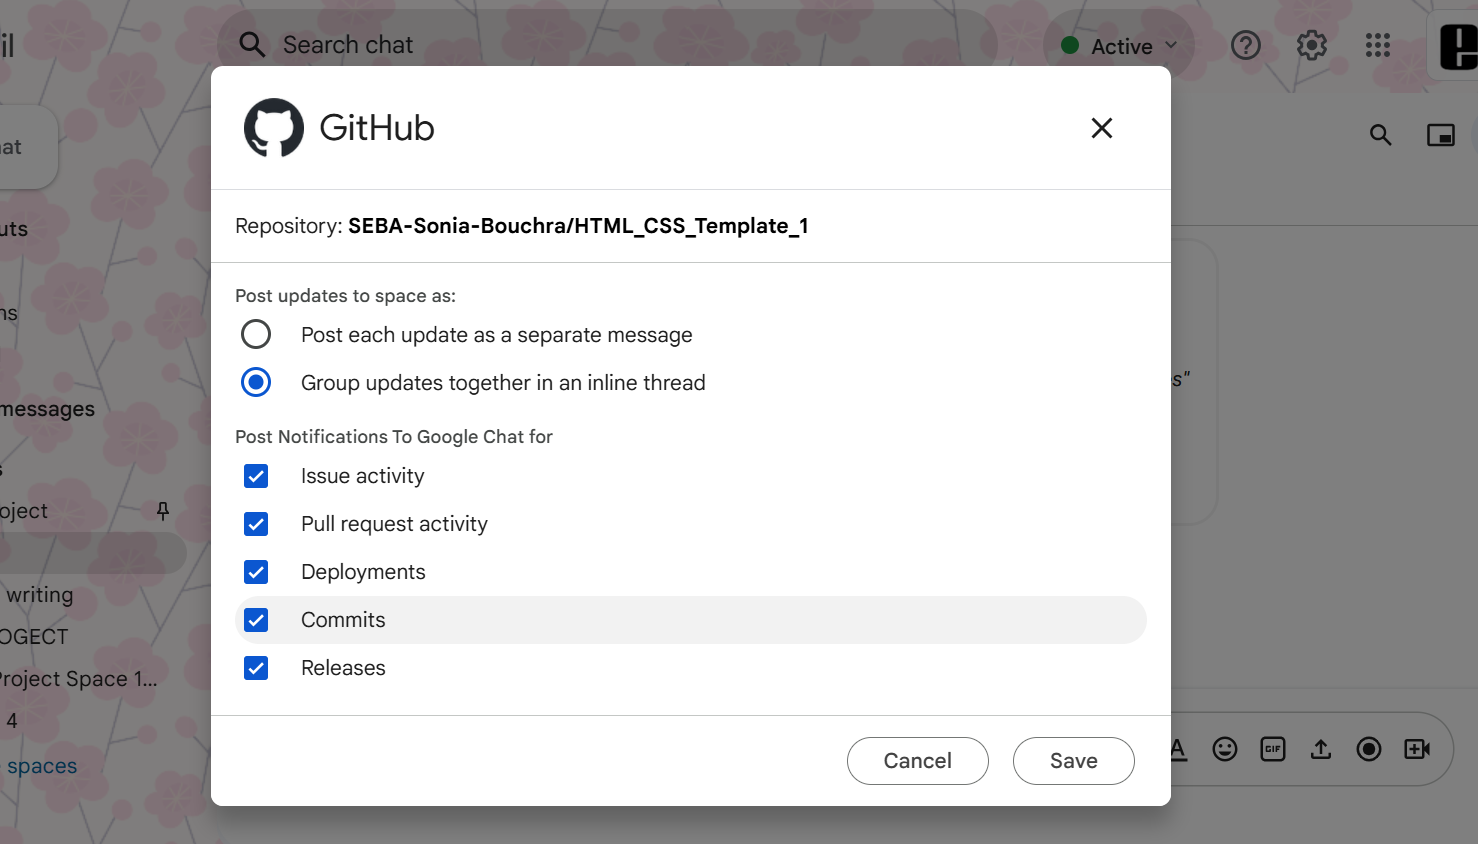 il
Search chat
Active
GitHub
at
Repository: SEBA-Sonia-Bouchra/HTML_CSS_Template_1
uts
Post updates to space as:
ns
Post each update as a separate message
Group updates together in an inline thread
s"
messages
Post Notifications To Google Chat for
s
Issue activity
oject
Pull request activity
Deployments
writing
Commits
OGECT
Releases
Project Space 1...
4
spaces
Cancel
Save
A
GIF